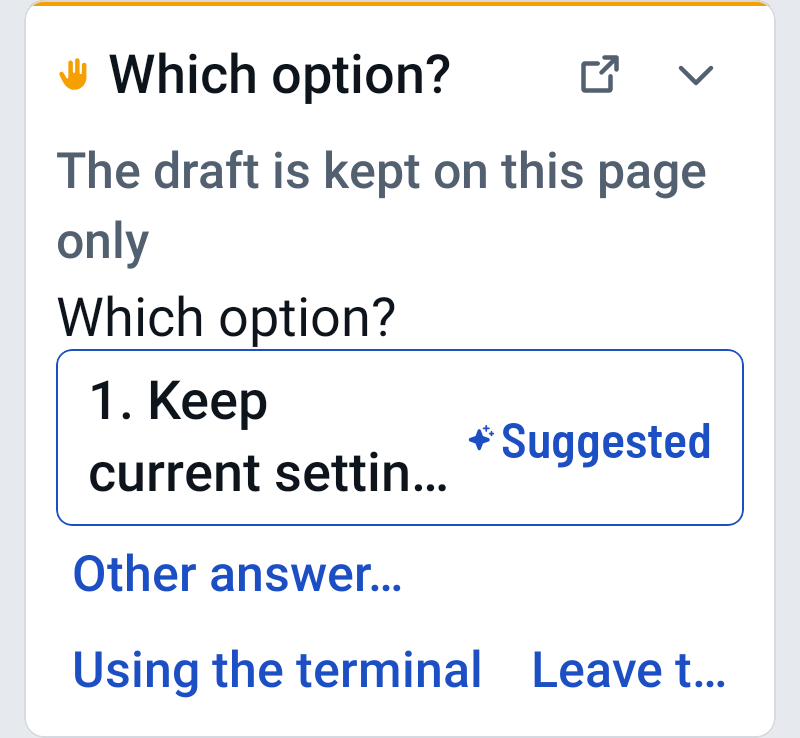 Which option?
The draft is kept on this page
only
Which option?
1. Keep
current settin…
Suggested
Other answer…
Using the terminal
Leave t…